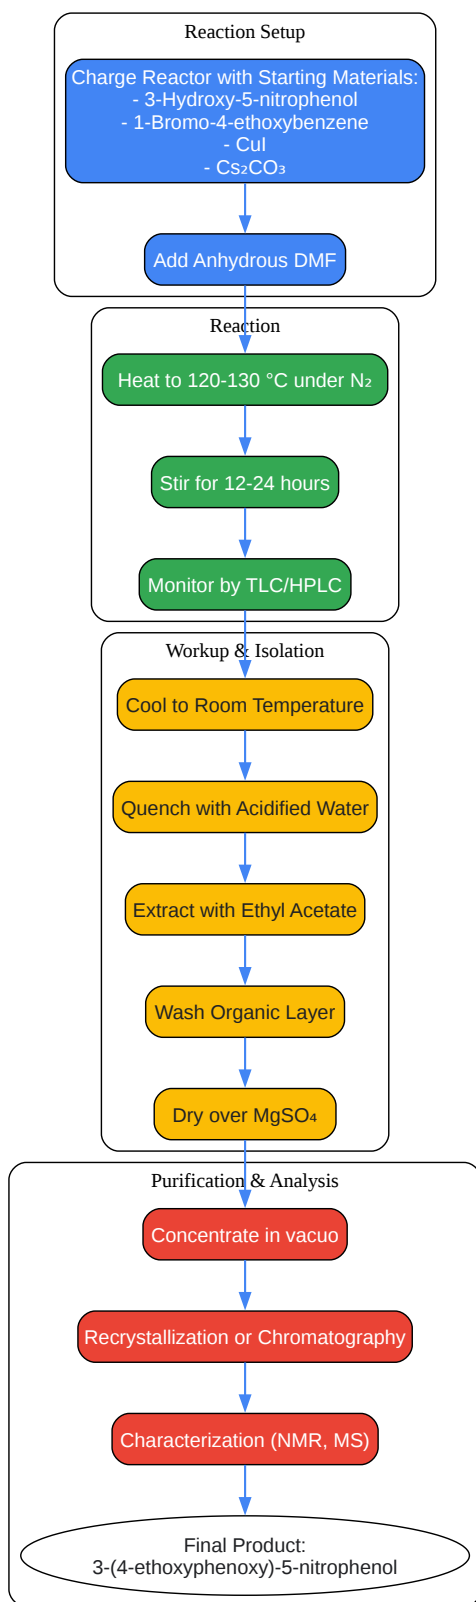 Reaction Setup
Charge Reactor with Starting Materials:
- 3-Hydroxy-5-nitrophenol
- 1-Bromo-4-ethoxybenzene
- CuI
- Cs₂CO₃
Add Anhydrous DMF
Reaction
Heat to 120-130 °C under N₂
Stir for 12-24 hours
Monitor by TLC/HPLC
Workup & Isolation
Cool to Room Temperature
Quench with Acidified Water
Extract with Ethyl Acetate
Wash Organic Layer
Dry over MgSO₄
Purification & Analysis
Concentrate in vacuo
Recrystallization or Chromatography
Characterization (NMR, MS)
Final Product:
3-(4-ethoxyphenoxy)-5-nitrophenol